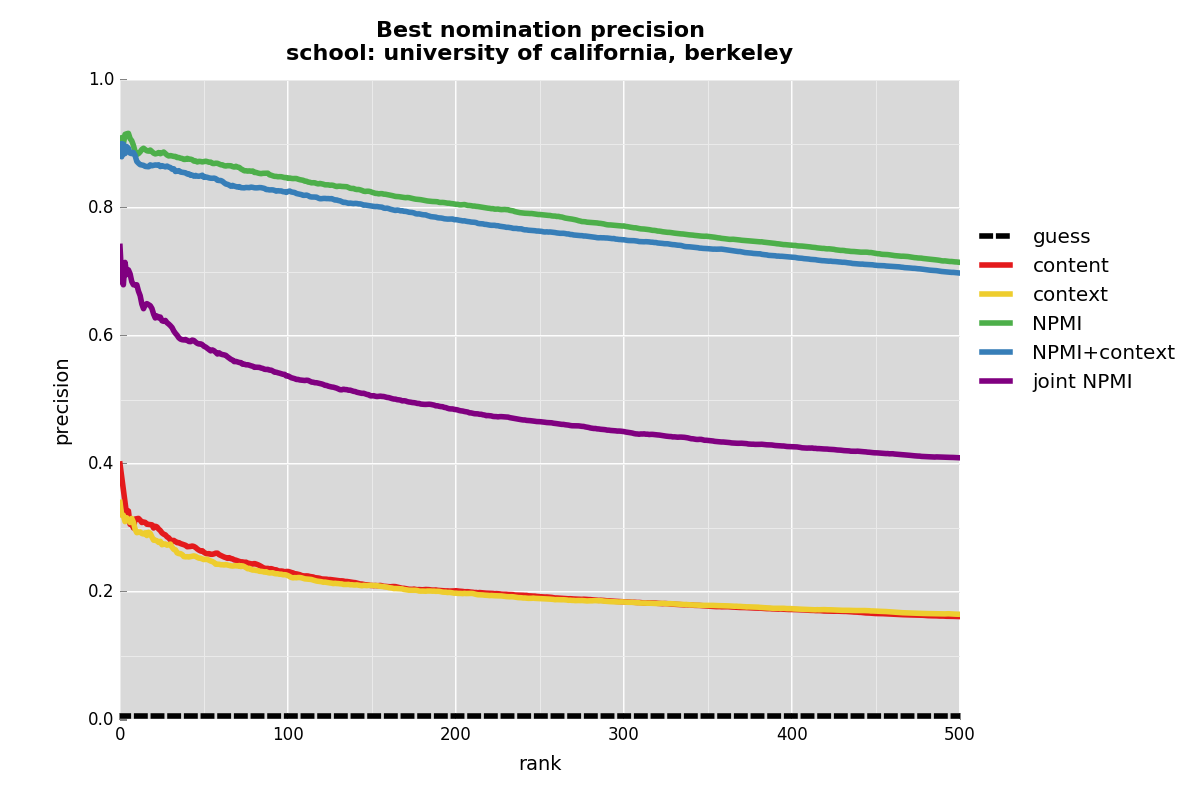 Best nomination precision
school: university of california, berkeley
1.0
0.8
0.6
0.4
0.2
0.0
precision
0
100
200
300
400
500
rank
guess
content
context
NPMI
NPMI+context
joint NPMI